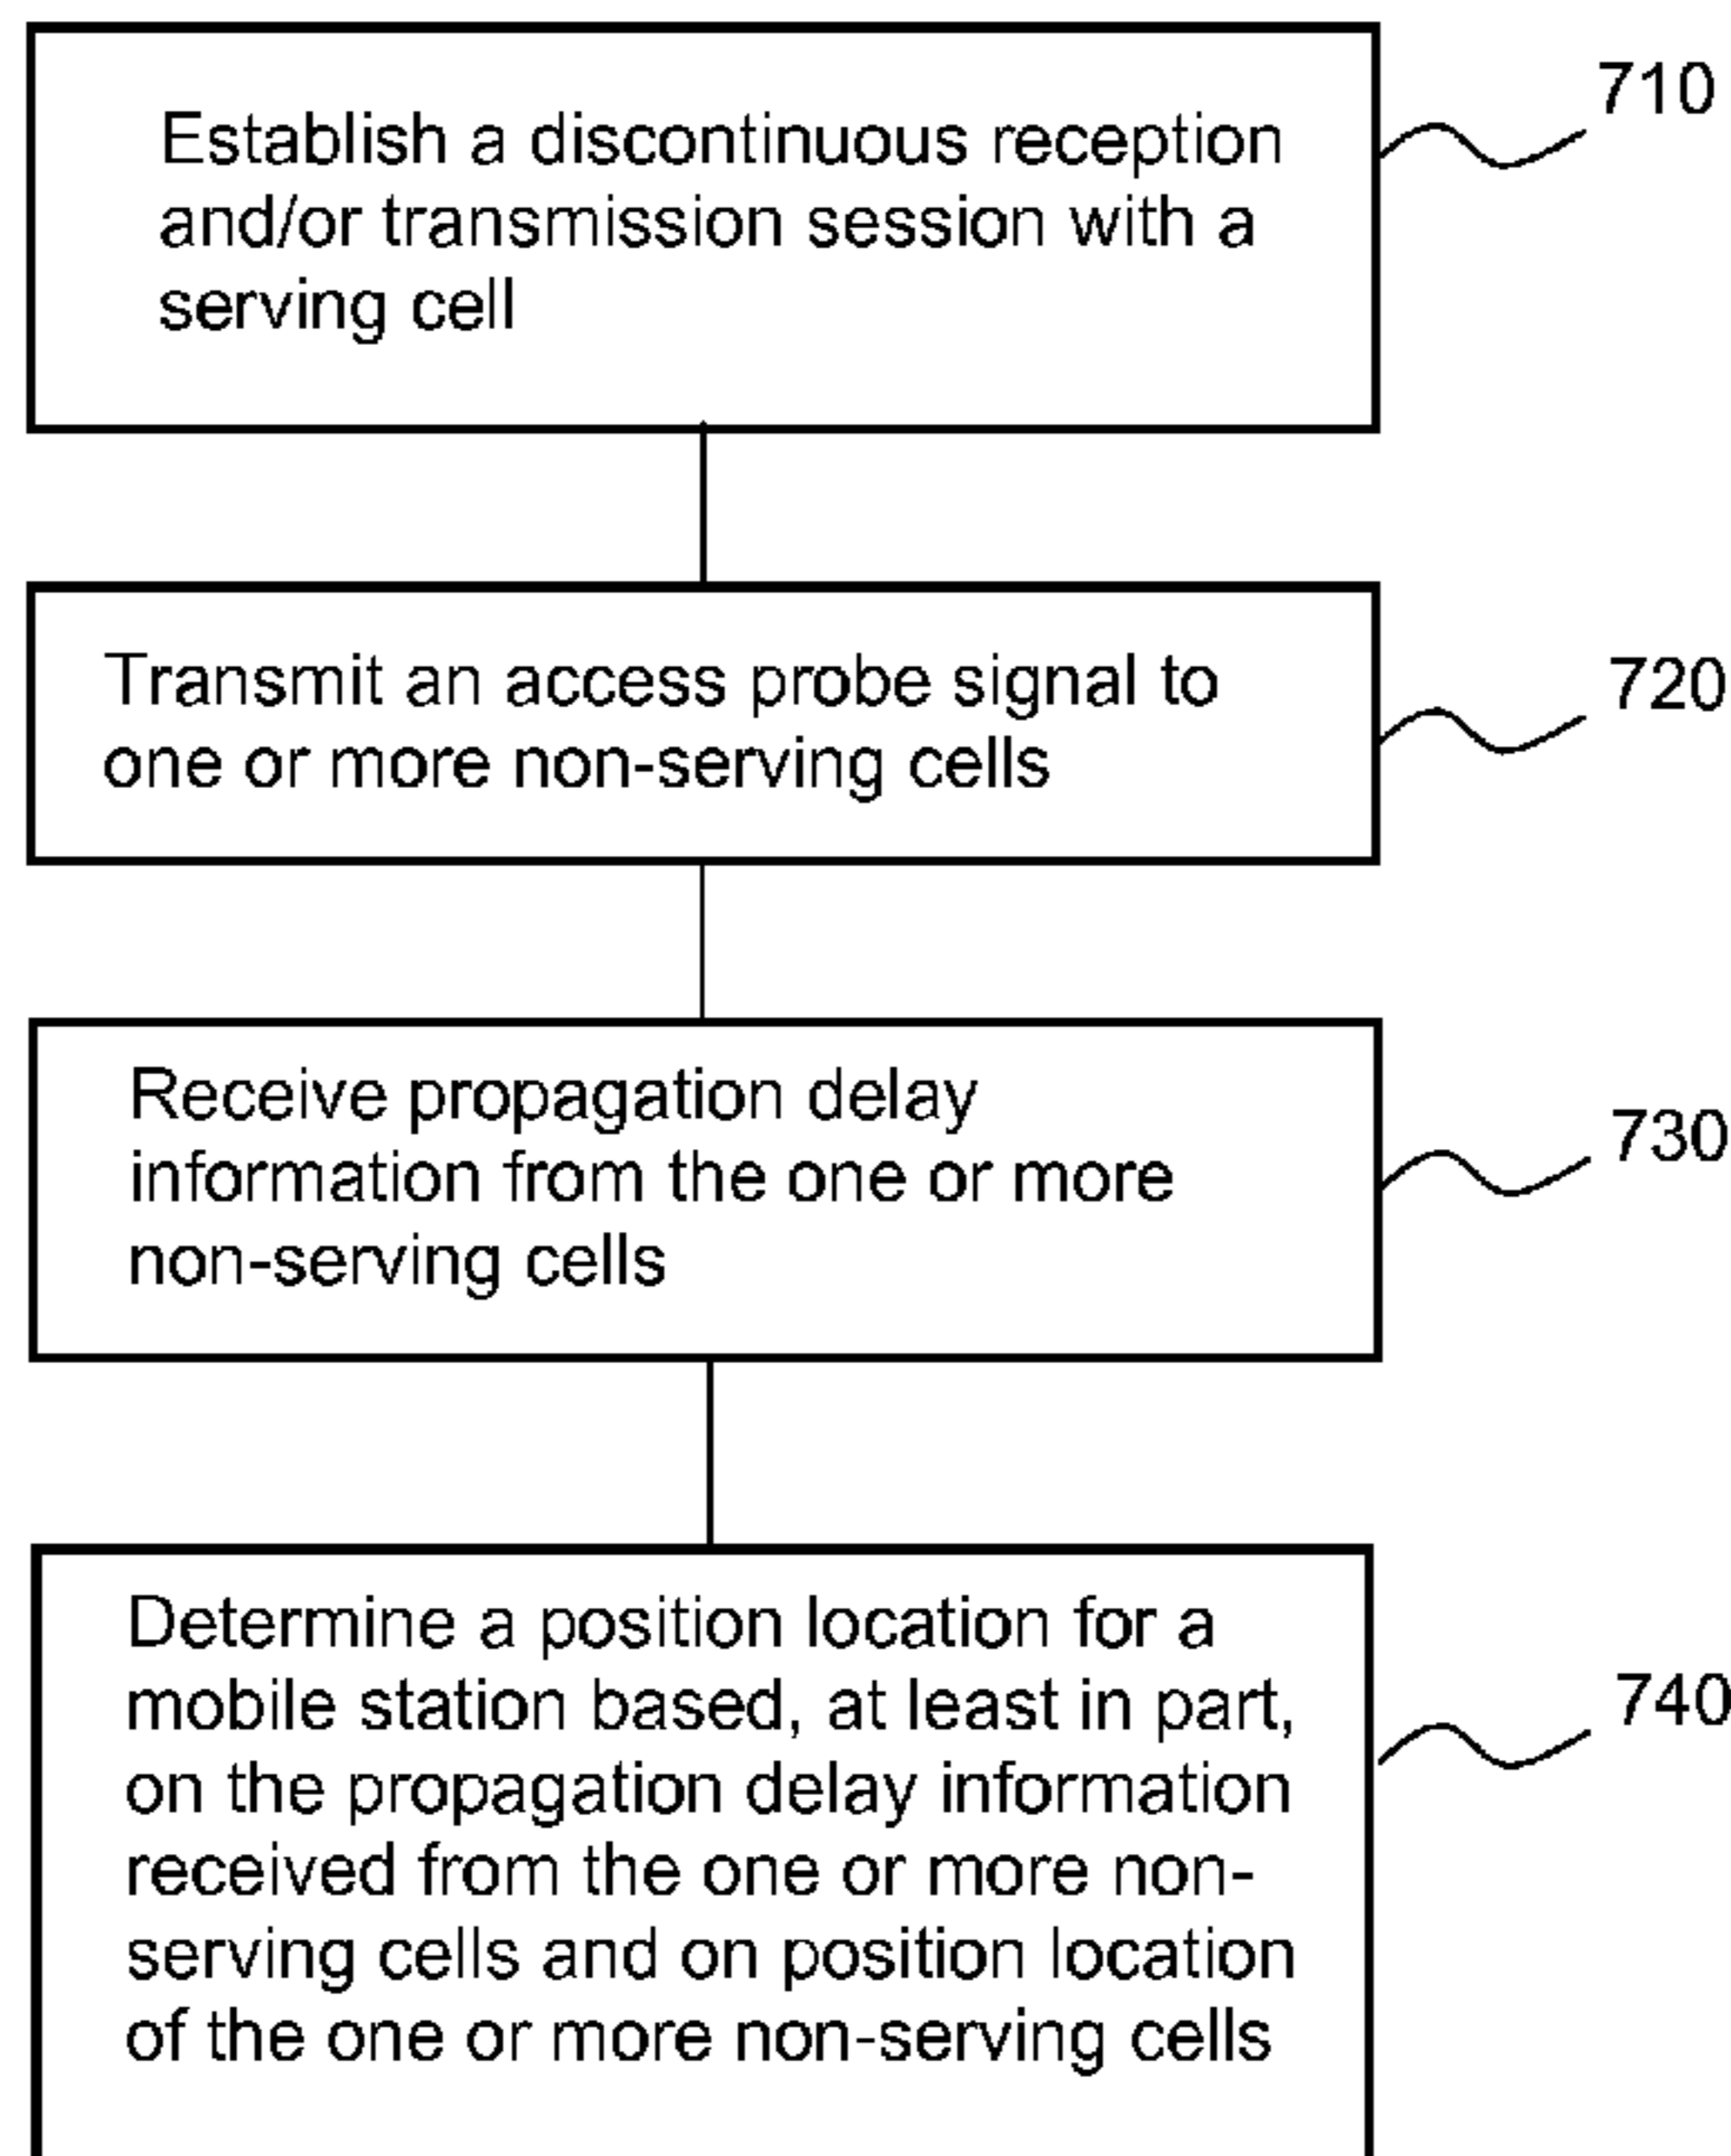 Establish a discontinuous reception
and/or transmission session with a
serving cell
710
Transmit an access probe signal to
one or more non-serving cells
720
Receive propagation delay
information from the one or more
non-serving cells
730
Determine a position location for a
mobile station based, at least in part,
on the propagation delay information
received from the one or more non-
serving cells and on position location
of the one or more non-serving cells
740